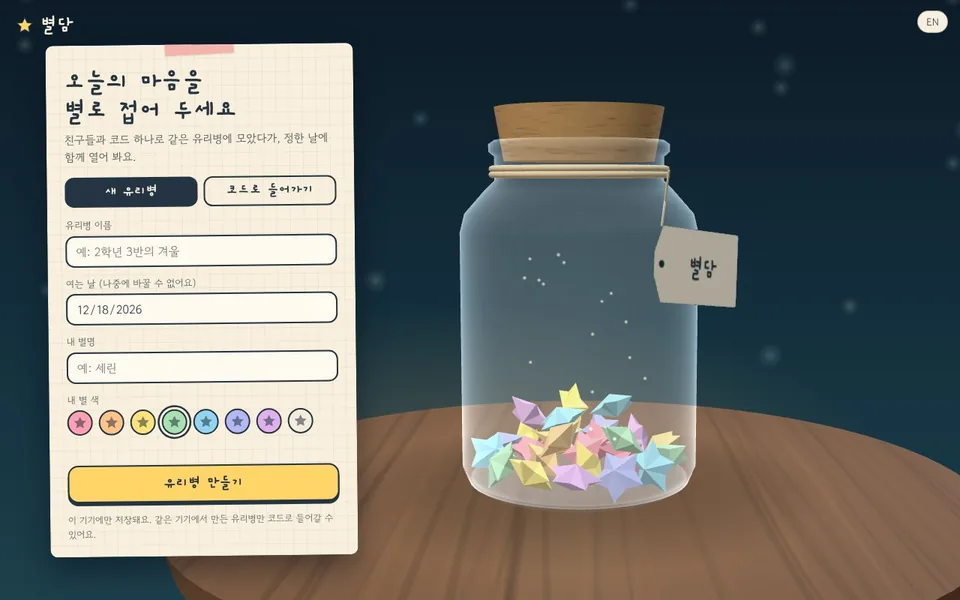 별담
EN
오늘의 마음을
별로 접어 두세요
친구들과 코드 하나로 같은 유리병에 모았다가, 정한 날에
함께 열어 봐요.
새 유리병
코드로 들어가기
유리병 이름
예: 2학년 3반의 겨울
여는 날 (나중에 바꿀 수 없어요)
12/18/2026
내 별명
예: 세린
내 별 색
유리병 만들기
이 기기에만 저장돼요. 같은 기기에서 만든 유리병만 코드로 들어갈 수
있어요.
별담